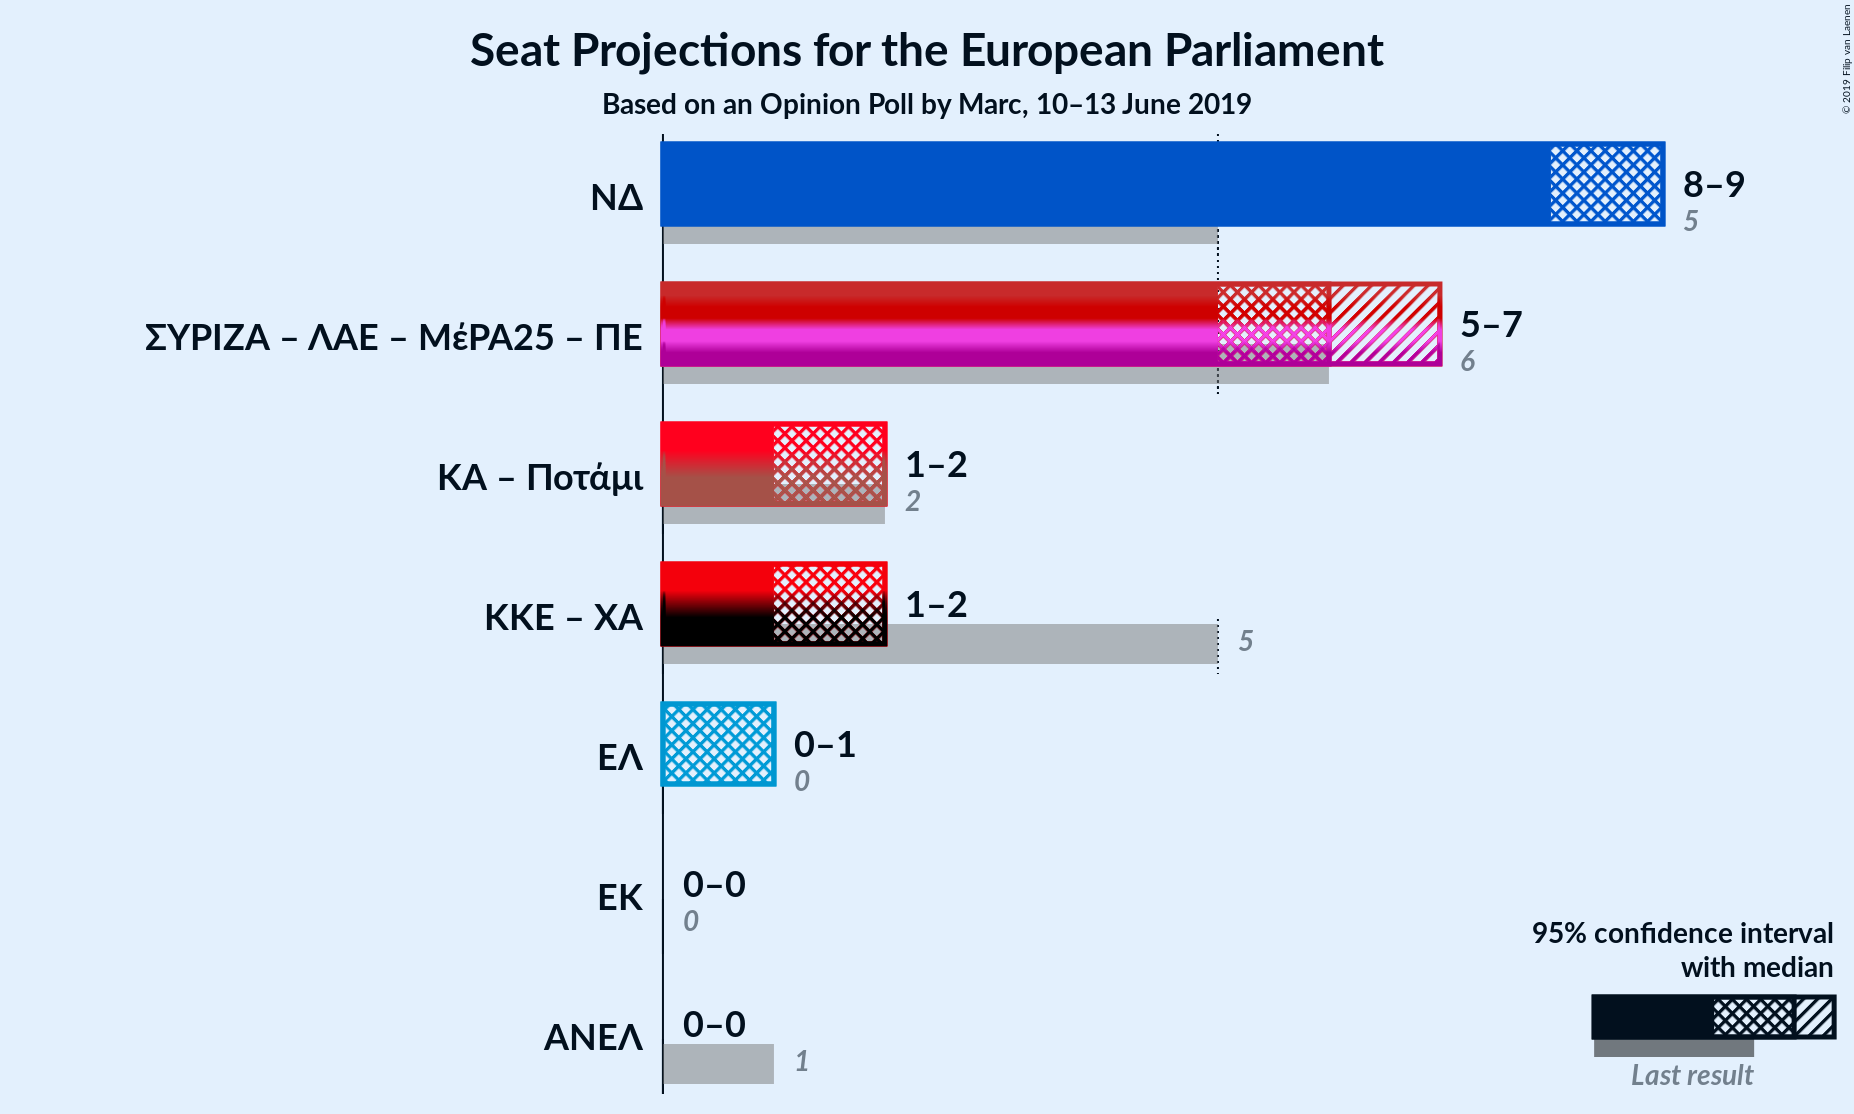 Seat Projections for the European Parliament
Based on an Opinion Poll by Marc, 10–13 June 2019
© 2019 Filip van Laenen
ΝΔ
8–9
5
ΣΥΡΙΖΑ – ΛΑΕ – ΜέΡΑ25 – ΠΕ
5–7
6
ΚΑ – Ποτάμι
1–2
2
ΚΚΕ – ΧΑ
1–2
5
ΕΛ
0–1
0
ΕΚ
0–0
0
ΑΝΕΛ
0–0
1
95% confidence interval
with median
Last result